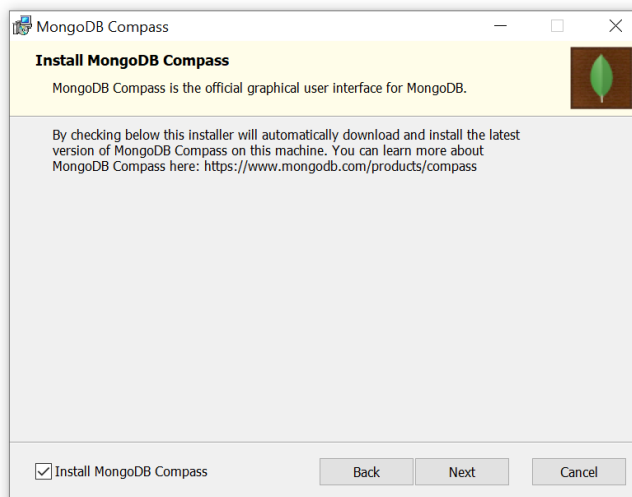 MongoDB Compass
Install MongoDB Compass
MongoDB Compass is the official graphical user interface for MongoDB.
By checking below this installer will automatically download and install the latest
version of MongoDB Compass on this machine. You can learn more about
MongoDB Compass here: https://www.mongodb.com/products/compass
Install MongoDB Compass
Back
Next
Cancel